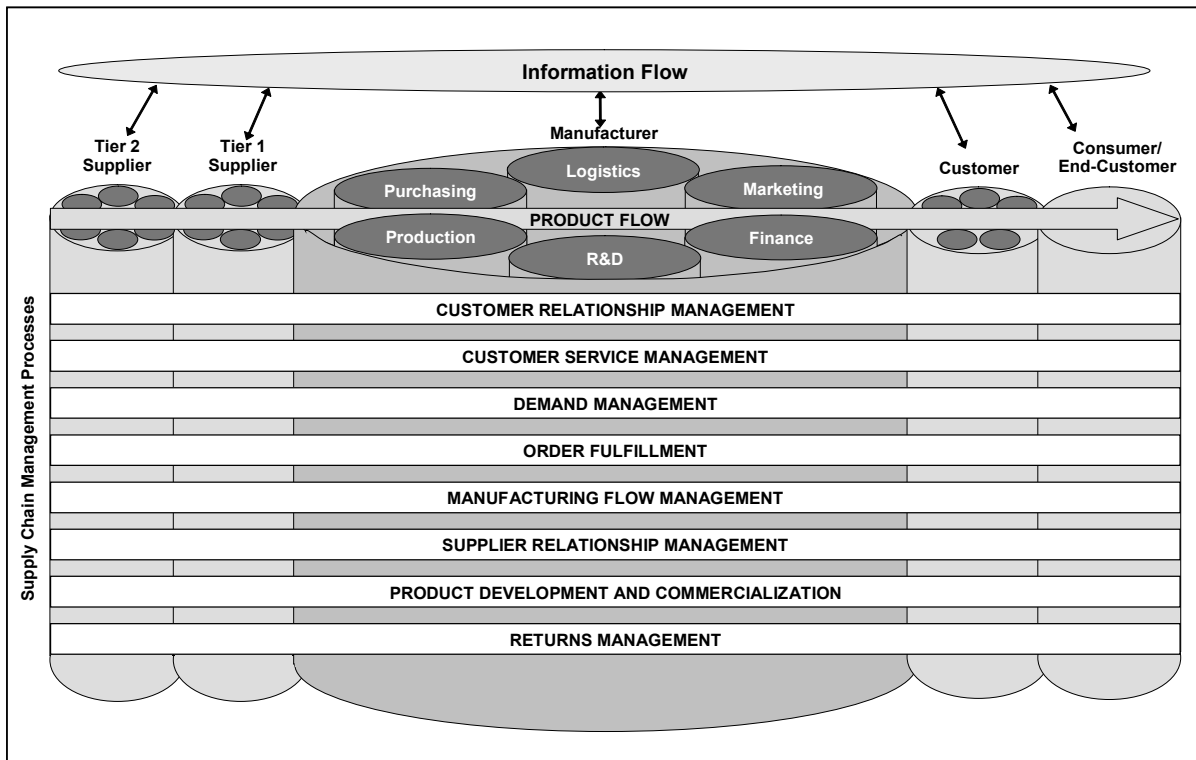 Information Flow
Tier 2
Supplier
Tier 1
Supplier
Manufacturer
Customer
Consumer/
End-Customer
Logistics
Purchasing
Marketing
PRODUCT FLOW
Production
Finance
R&D
Supply Chain Management Processes
CUSTOMER RELATIONSHIP MANAGEMENT
CUSTOMER SERVICE MANAGEMENT
DEMAND MANAGEMENT
ORDER FULFILLMENT
MANUFACTURING FLOW MANAGEMENT
SUPPLIER RELATIONSHIP MANAGEMENT
PRODUCT DEVELOPMENT AND COMMERCIALIZATION
RETURNS MANAGEMENT